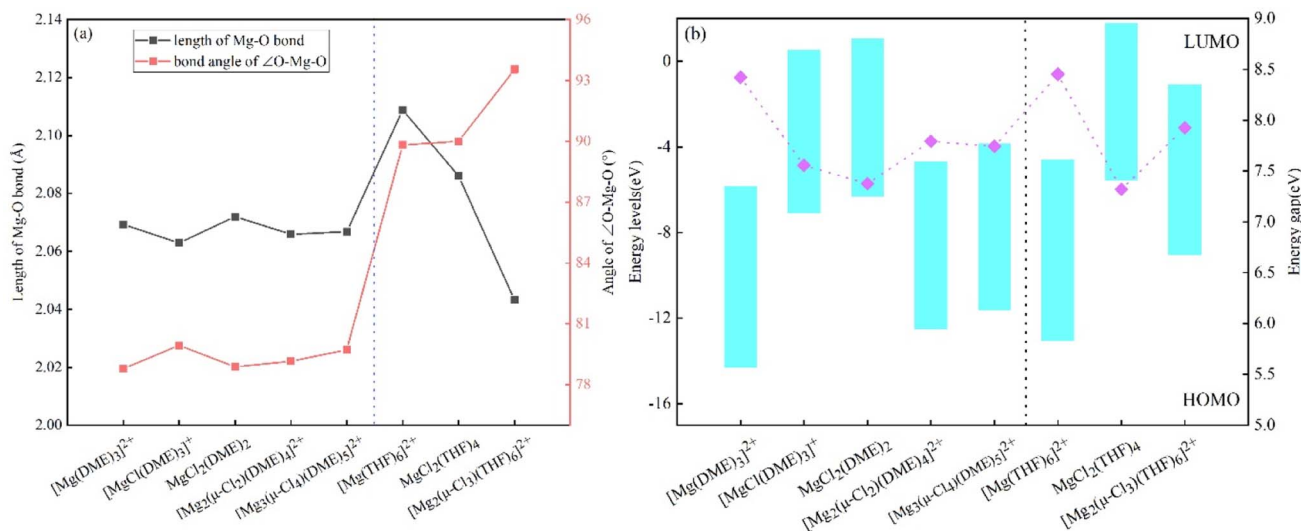 (a)
length of Mg-O bond
bond angle of ∠O-Mg-O
Length of Mg-O bond (Å)
2.14
2.12
2.10
2.08
2.06
2.04
2.02
2.00
96
93
90
87
84
81
78
Angle of ∠O-Mg-O (°)
[Mg(DME)₃]²⁺
[MgCl(DME)₃]⁺
MgCl₂(DME)₂
[Mg₂(μ-Cl₂)(DME)₄]²⁺
[Mg₃(μ-Cl₄)(DME)₅]²⁺
[Mg(THF)₆]²⁺
MgCl₂(THF)₄
[Mg₂(μ-Cl₃)(THF)₆]²⁺
(b)
LUMO
HOMO
Energy levels(eV)
0
-4
-8
-12
-16
9.0
8.5
8.0
7.5
7.0
6.5
6.0
5.5
5.0
Energy gap(eV)
[Mg(DME)₃]²⁺
[MgCl(DME)₃]⁺
MgCl₂(DME)₂
[Mg₂(μ-Cl₂)(DME)₄]²⁺
[Mg₃(μ-Cl₄)(DME)₅]²⁺
[Mg(THF)₆]²⁺
MgCl₂(THF)₄
[Mg₂(μ-Cl₃)(THF)₆]²⁺